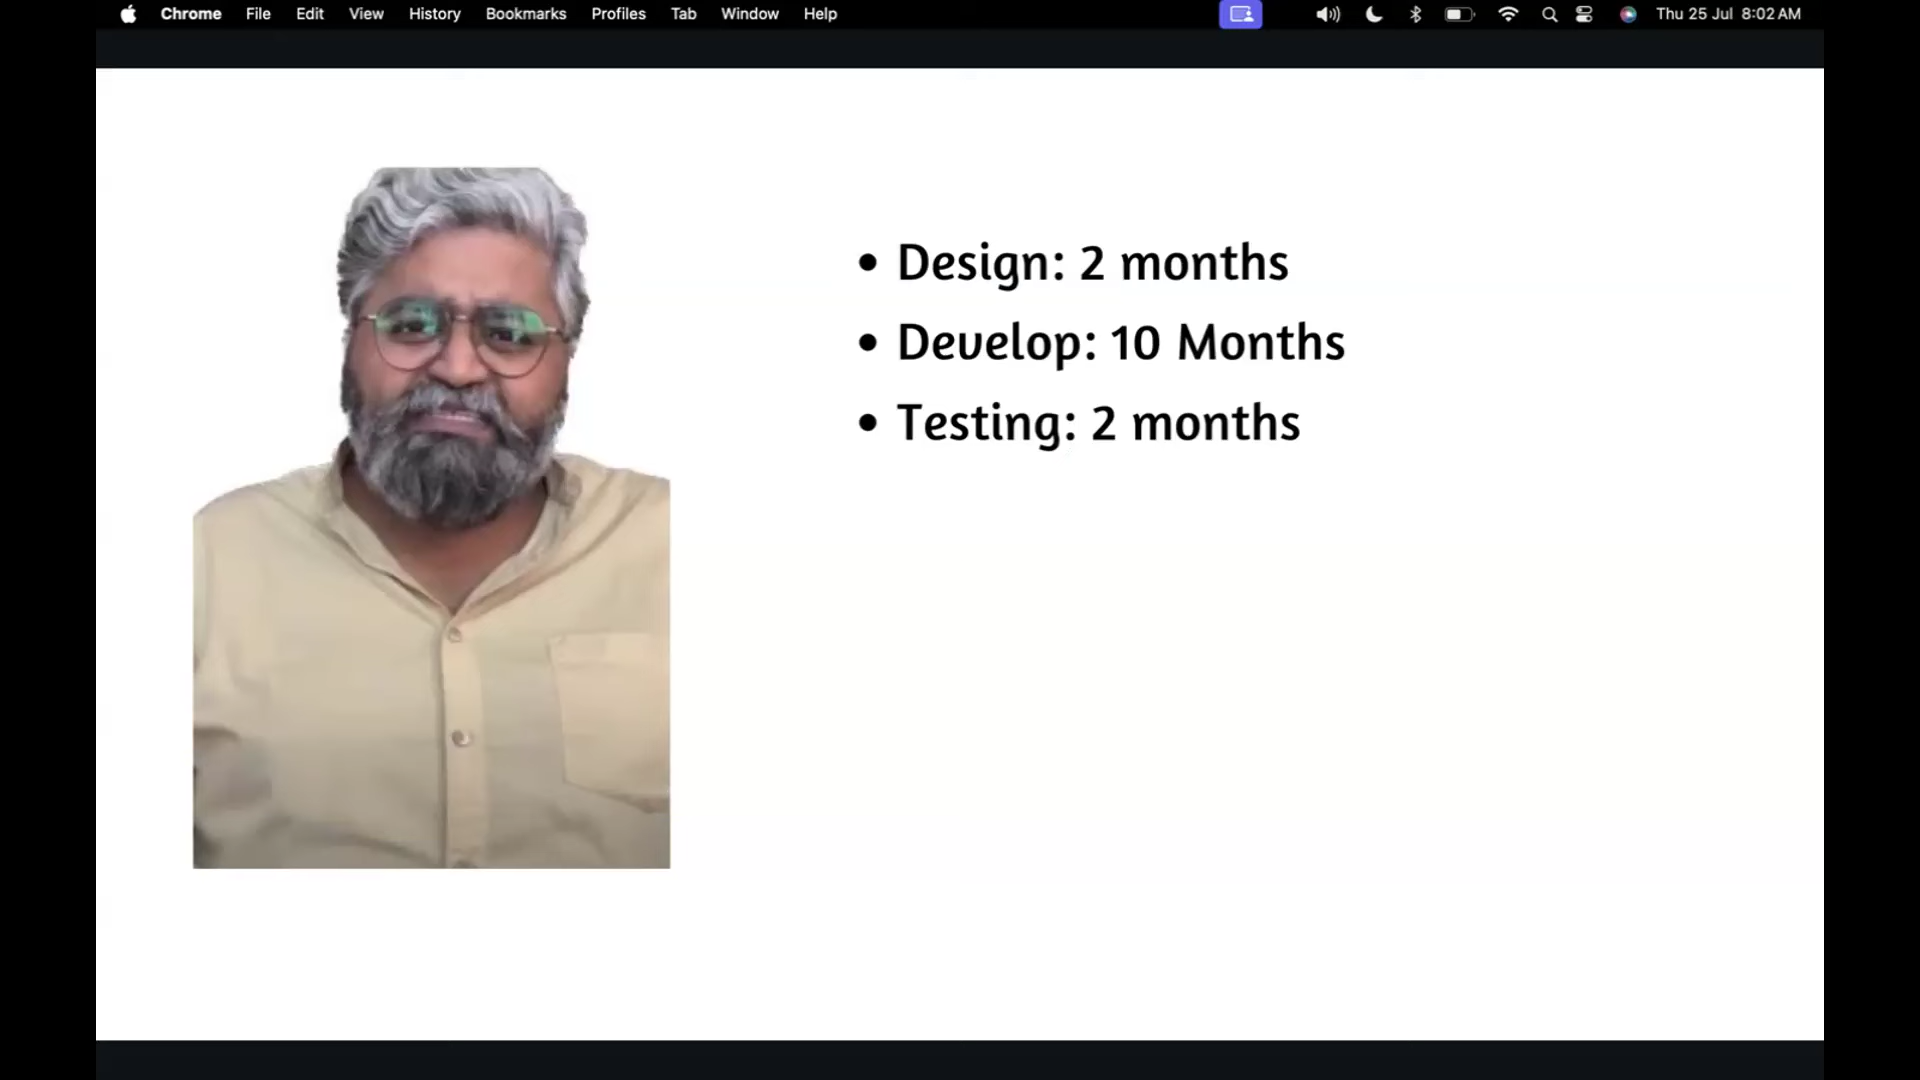 Chrome File Edit View History Bookmarks Profiles Tab Window Help Thu 25 Jul 8:02 AM
• Design: 2 months
• Develop: 10 Months
• Testing: 2 months